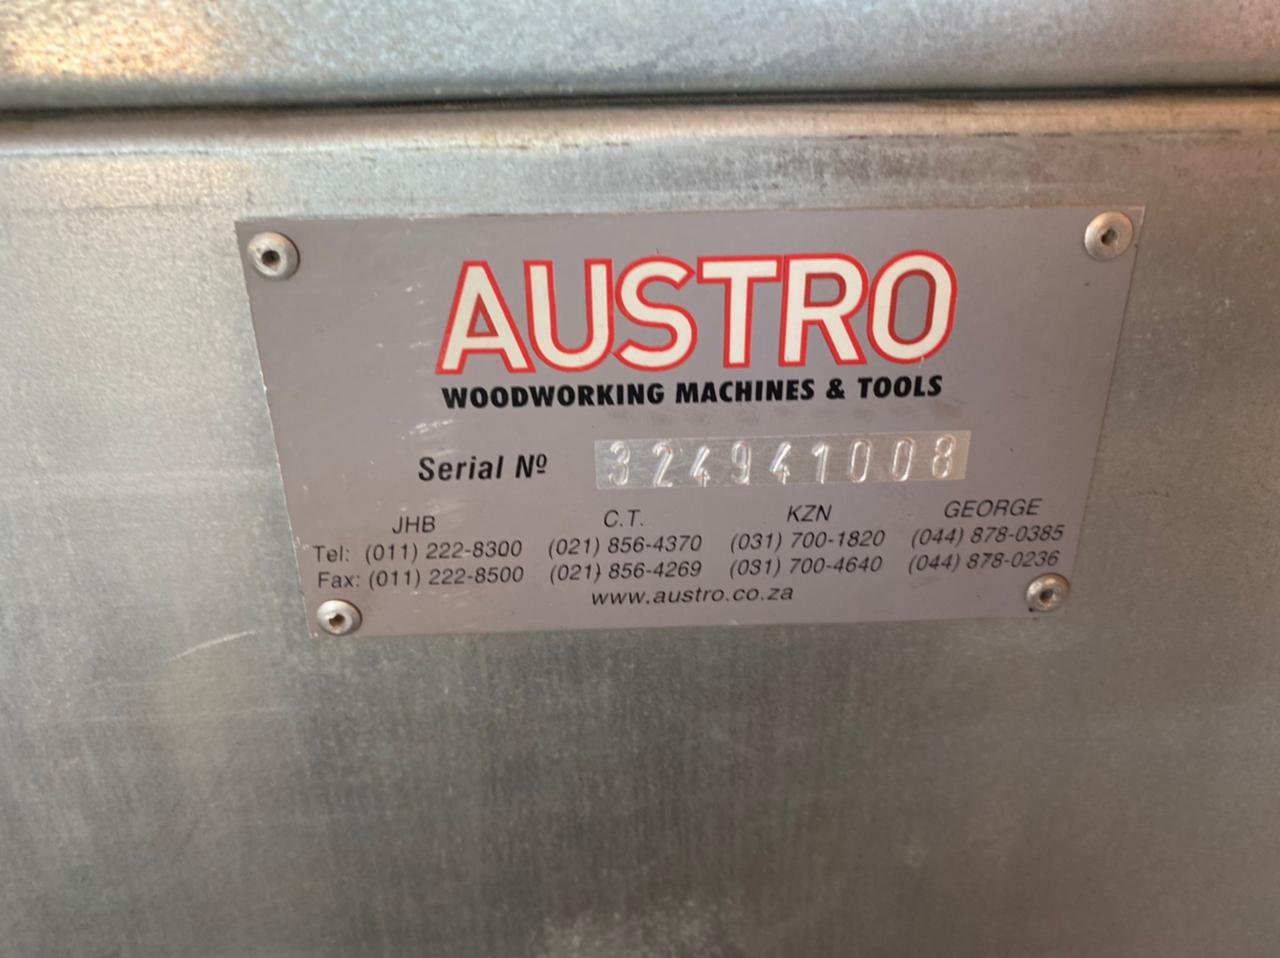 AUSTRO
WOODWORKING MACHINES & TOOLS
Serial Nº 324941008
JHB C.T. KZN GEORGE
Tel: (011) 222-8300 (021) 856-4370 (031) 700-1820 (044) 878-0385
Fax: (011) 222-8500 (021) 856-4269 (031) 700-4640 (044) 878-0236
www.austro.co.za